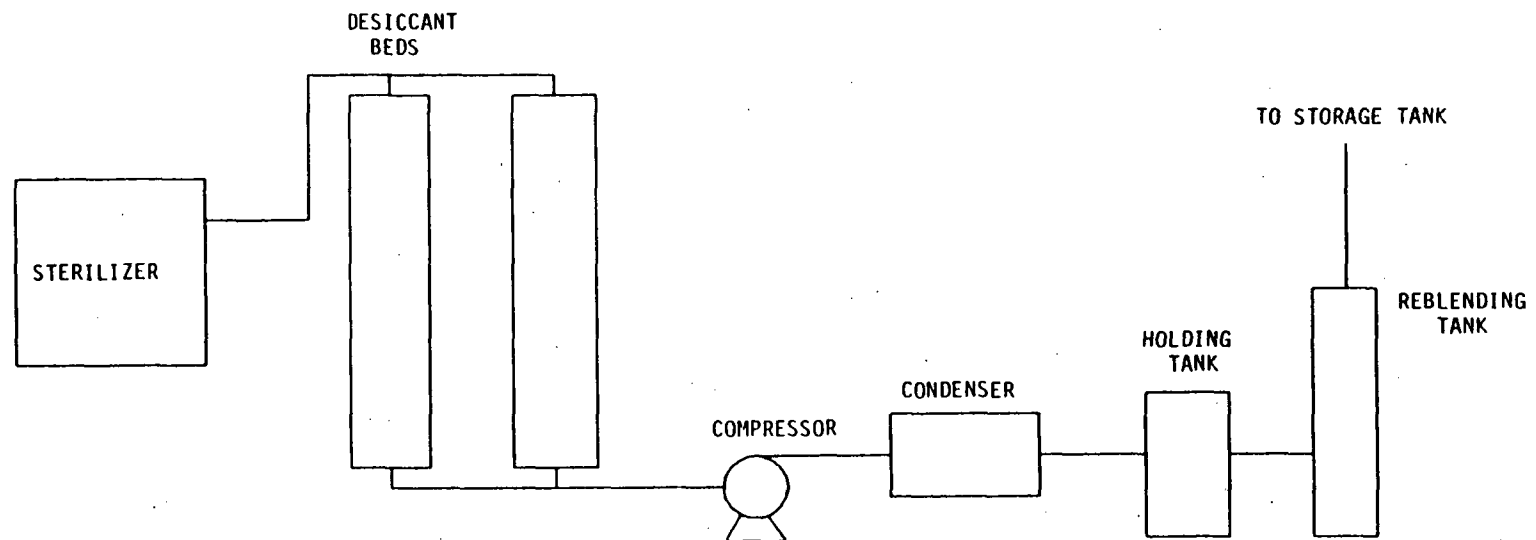 DESICCANT
BEDS
TO STORAGE TANK
STERILIZER
REBLENDING
TANK
HOLDING
TANK
CONDENSER
COMPRESSOR